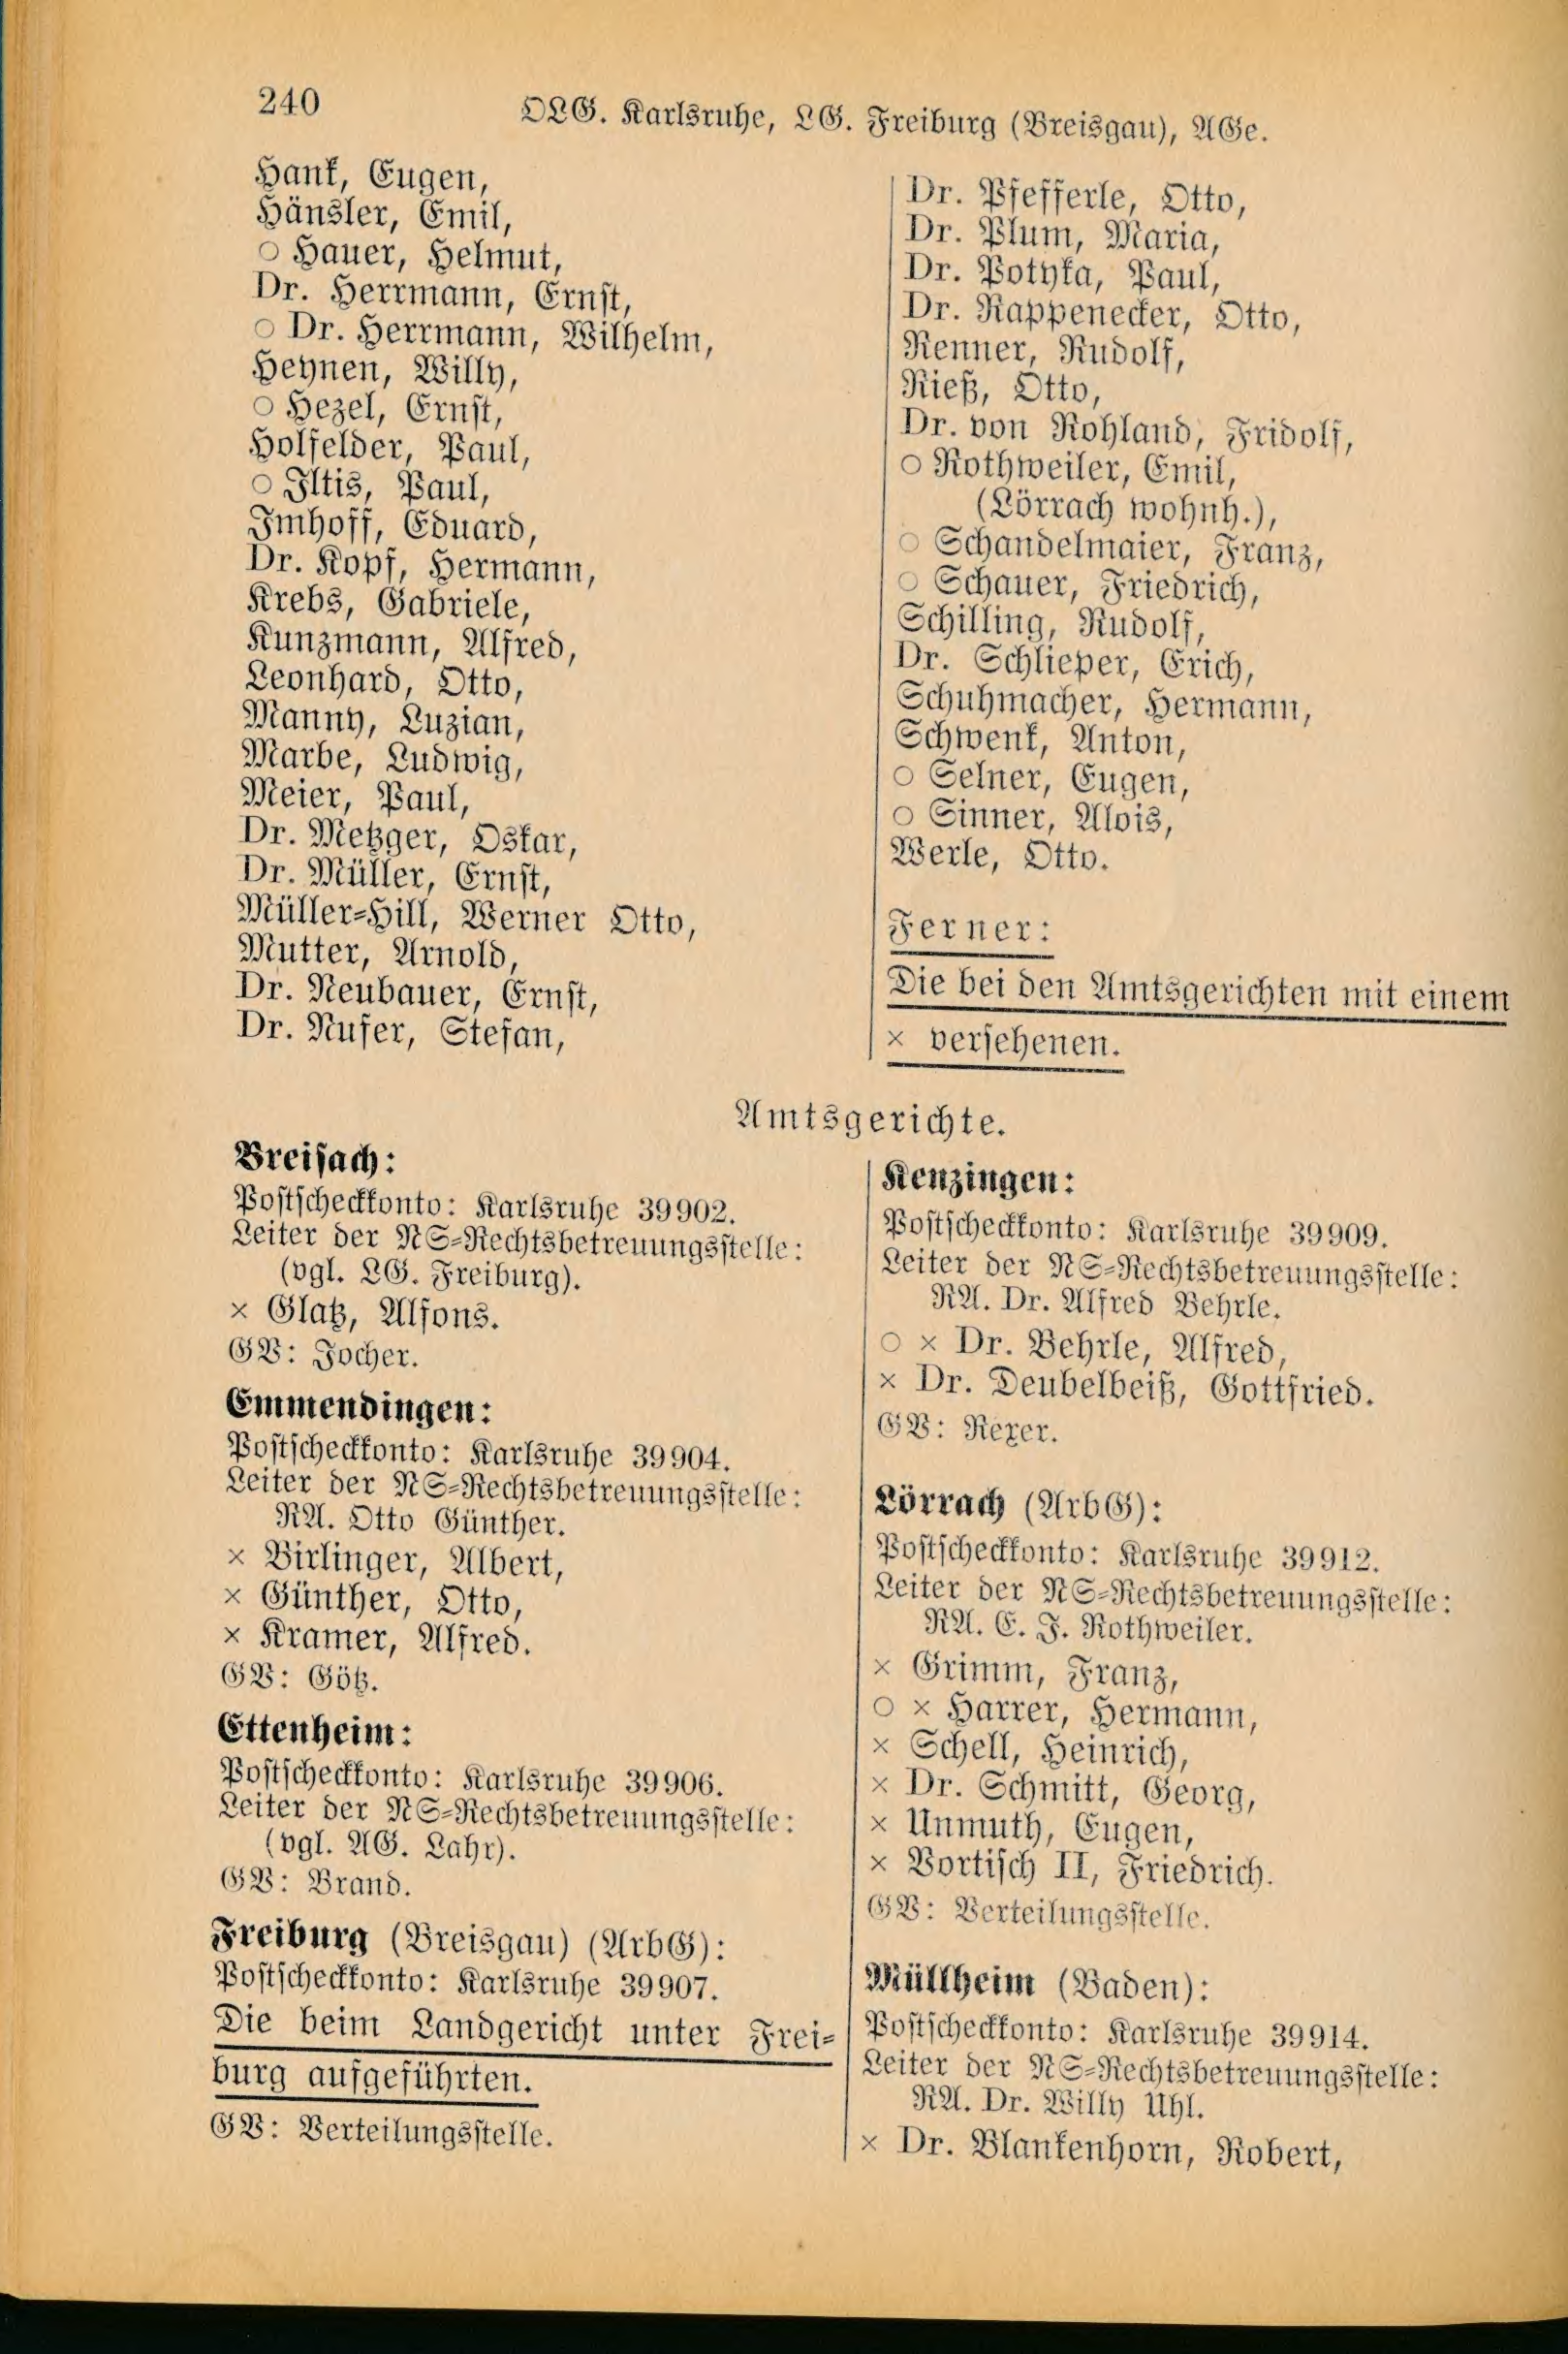 240
OLG. Karlsruhe, LG. Freiburg (Breisgau), AGe.
Hank, Eugen,
Hänsler, Emil,
○ Hauer, Helmut,
Dr. Herrmann, Ernst,
○ Dr. Herrmann, Wilhelm,
Heynen, Willy,
○ Hezel, Ernst,
Holfelder, Paul,
○ Iltis, Paul,
Imhoff, Eduard,
Dr. Kopf, Hermann,
Krebs, Gabriele,
Kunzmann, Alfred,
Leonhard, Otto,
Manny, Luzian,
Marbe, Ludwig,
Meier, Paul,
Dr. Metzger, Oskar,
Dr. Müller, Ernst,
Müller-Hill, Werner Otto,
Mutter, Arnold,
Dr. Neubauer, Ernst,
Dr. Nufer, Stefan,
Dr. Pfefferle, Otto,
Dr. Plum, Maria,
Dr. Potyka, Paul,
Dr. Rappenecker, Otto,
Renner, Rudolf,
Rieß, Otto,
Dr. von Rohland, Fridolf,
○ Rothweiler, Emil,
(Lörrach wohnh.),
○ Schandelmaier, Franz,
○ Schauer, Friedrich,
Schilling, Rudolf,
Dr. Schlieper, Erich,
Schuhmacher, Hermann,
Schwenk, Anton,
○ Selner, Eugen,
○ Sinner, Alois,
Werle, Otto.
Ferner:
Die bei den Amtsgerichten mit einem
× versehenen.
Amtsgerichte.
Breisach:
Postscheckkonto: Karlsruhe 39902.
Leiter der NS-Rechtsbetreuungsstelle:
(vgl. LG. Freiburg).
× Glatz, Alfons.
GV: Jocher.
Emmendingen:
Postscheckkonto: Karlsruhe 39904.
Leiter der NS-Rechtsbetreuungsstelle:
RA. Otto Günther.
× Birlinger, Albert,
× Günther, Otto,
× Kramer, Alfred.
GV: Götz.
Ettenheim:
Postscheckkonto: Karlsruhe 39906.
Leiter der NS-Rechtsbetreuungsstelle:
(vgl. AG. Lahr).
GV: Brand.
Freiburg (Breisgau) (ArbG):
Postscheckkonto: Karlsruhe 39907.
Die beim Landgericht unter Frei-
burg aufgeführten.
GV: Verteilungsstelle.
Kenzingen:
Postscheckkonto: Karlsruhe 39909.
Leiter der NS-Rechtsbetreuungsstelle:
RA. Dr. Alfred Behrle.
○ × Dr. Behrle, Alfred,
× Dr. Deubelbeiß, Gottfried.
GV: Rexer.
Lörrach (ArbG):
Postscheckkonto: Karlsruhe 39912.
Leiter der NS-Rechtsbetreuungsstelle:
RA. E. J. Rothweiler.
× Grimm, Franz,
○ × Harrer, Hermann,
× Schell, Heinrich,
× Dr. Schmitt, Georg,
× Unmuth, Eugen,
× Vortisch II, Friedrich.
GV: Verteilungsstelle.
Müllheim (Baden):
Postscheckkonto: Karlsruhe 39914.
Leiter der NS-Rechtsbetreuungsstelle:
RA. Dr. Willy Uhl.
× Dr. Blankenhorn, Robert,